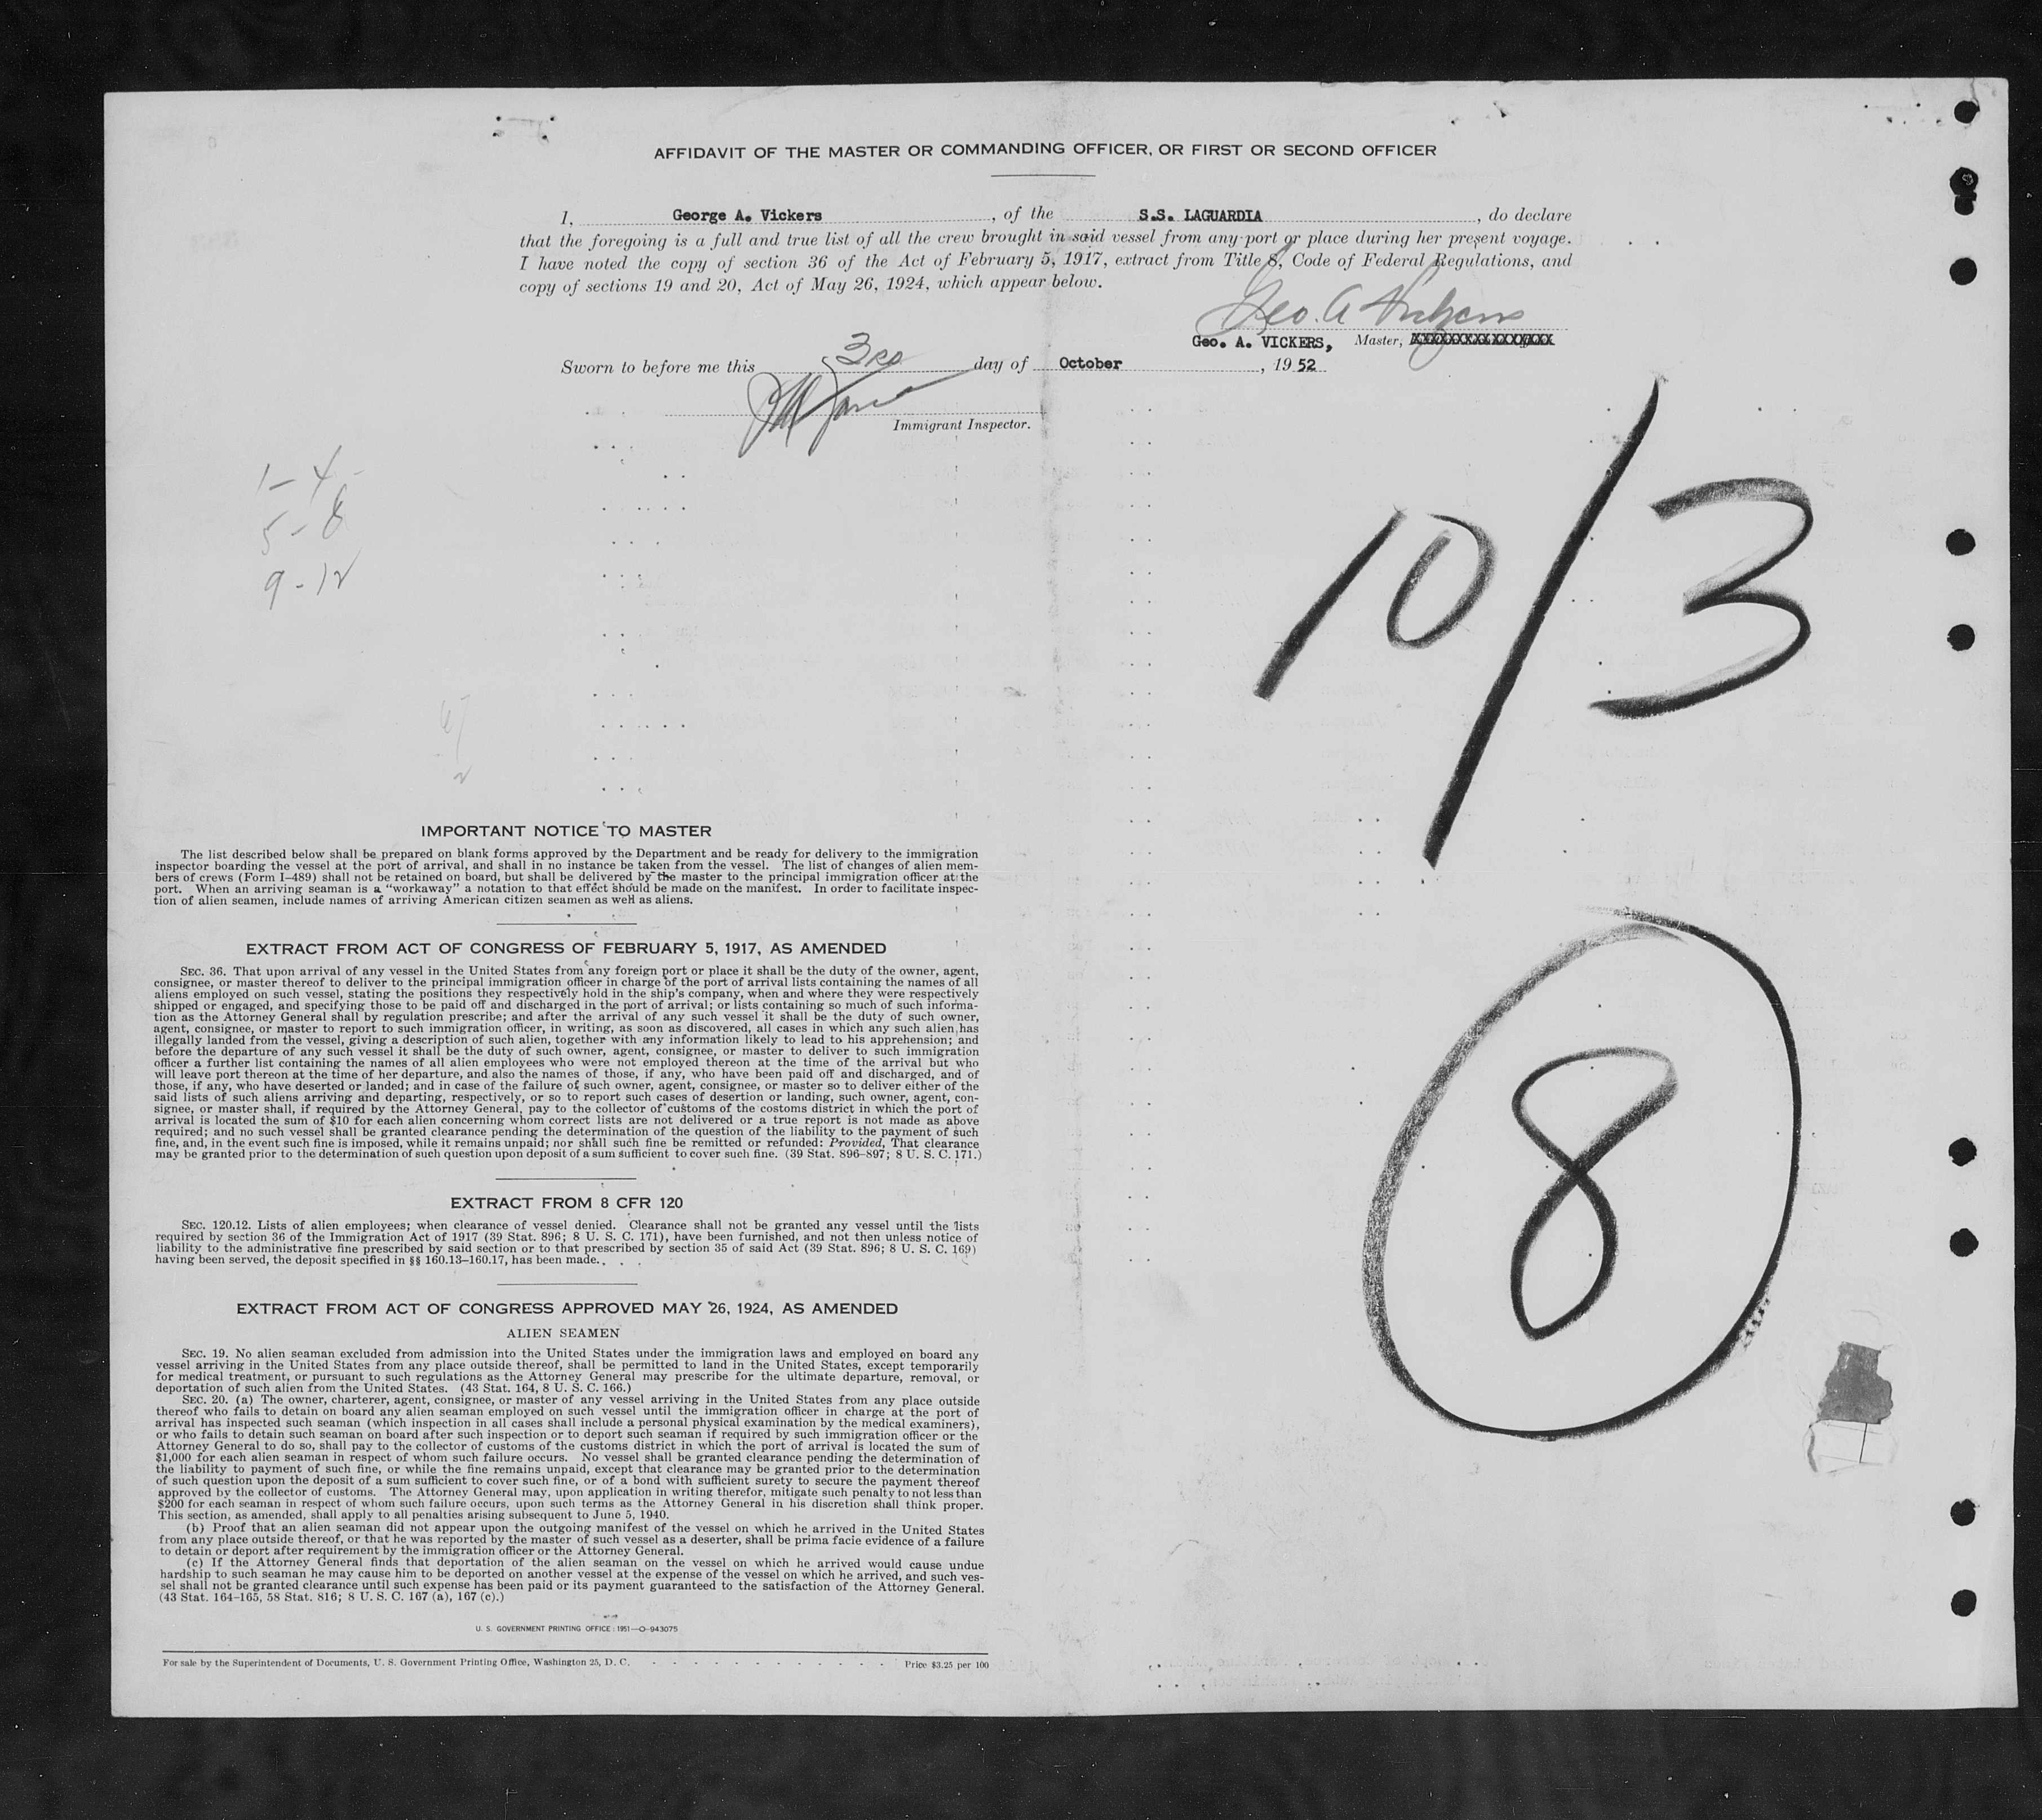 AFFIDAVIT OF THE MASTER OR COMMANDING OFFICER, OR FIRST OR SECOND OFFICER
I, George A. Vickers, of the S.S. LAGUARDIA, do declare
that the foregoing is a full and true list of all the crew brought in said vessel from any port or place during her present voyage.
I have noted the copy of section 36 of the Act of February 5, 1917, extract from Title 8, Code of Federal Regulations, and
copy of sections 19 and 20, Act of May 26, 1924, which appear below.
Geo. A Vickers
Geo. A. VICKERS, Master, XXXXXXXXXXXXXXXX
Sworn to before me this 3RD day of October, 1952
Immigrant Inspector.
1-4-
5-8
9-12
10/3
8
IMPORTANT NOTICE TO MASTER
The list described below shall be prepared on blank forms approved by the Department and be ready for delivery to the immigration
inspector boarding the vessel at the port of arrival, and shall in no instance be taken from the vessel. The list of changes of alien mem-
bers of crews (Form I-489) shall not be retained on board, but shall be delivered by the master to the principal immigration officer at the
port. When an arriving seaman is a "workaway" a notation to that effect should be made on the manifest. In order to facilitate inspec-
tion of alien seamen, include names of arriving American citizen seamen as well as aliens.
EXTRACT FROM ACT OF CONGRESS OF FEBRUARY 5, 1917, AS AMENDED
SEC. 36. That upon arrival of any vessel in the United States from any foreign port or place it shall be the duty of the owner, agent,
consignee, or master thereof to deliver to the principal immigration officer in charge of the port of arrival lists containing the names of all
aliens employed on such vessel, stating the positions they respectively hold in the ship's company, when and where they were respectively
shipped or engaged, and specifying those to be paid off and discharged in the port of arrival; or lists containing so much of such informa-
tion as the Attorney General shall by regulation prescribe; and after the arrival of any such vessel it shall be the duty of such owner,
agent, consignee, or master to report to such immigration officer, in writing, as soon as discovered, all cases in which any such alien has
illegally landed from the vessel, giving a description of such alien, together with any information likely to lead to his apprehension; and
before the departure of any such vessel it shall be the duty of such owner, agent, consignee, or master to deliver to such immigration
officer a further list containing the names of all alien employees who were not employed thereon at the time of the arrival but who
will leave port thereon at the time of her departure, and also the names of those, if any, who have been paid off and discharged, and of
those, if any, who have deserted or landed; and in case of the failure of such owner, agent, consignee, or master so to deliver either of the
said lists of such aliens arriving and departing, respectively, or so to report such cases of desertion or landing, such owner, agent, con-
signee, or master shall, if required by the Attorney General, pay to the collector of customs of the costoms district in which the port of
arrival is located the sum of $10 for each alien concerning whom correct lists are not delivered or a true report is not made as above
required; and no such vessel shall be granted clearance pending the determination of the question of the liability to the payment of such
fine, and, in the event such fine is imposed, while it remains unpaid; nor shall such fine be remitted or refunded: Provided, That clearance
may be granted prior to the determination of such question upon deposit of a sum sufficient to cover such fine. (39 Stat. 896-897; 8 U. S. C. 171.)
EXTRACT FROM 8 CFR 120
SEC. 120.12. Lists of alien employees; when clearance of vessel denied. Clearance shall not be granted any vessel until the lists
required by section 36 of the Immigration Act of 1917 (39 Stat. 896; 8 U. S. C. 171), have been furnished, and not then unless notice of
liability to the administrative fine prescribed by said section or to that prescribed by section 35 of said Act (39 Stat. 896; 8 U. S. C. 169)
having been served, the deposit specified in §§ 160.13-160.17, has been made.
EXTRACT FROM ACT OF CONGRESS APPROVED MAY 26, 1924, AS AMENDED
ALIEN SEAMEN
SEC. 19. No alien seaman excluded from admission into the United States under the immigration laws and employed on board any
vessel arriving in the United States from any place outside thereof, shall be permitted to land in the United States, except temporarily
for medical treatment, or pursuant to such regulations as the Attorney General may prescribe for the ultimate departure, removal, or
deportation of such alien from the United States. (43 Stat. 164, 8 U. S. C. 166.)
SEC. 20. (a) The owner, charterer, agent, consignee, or master of any vessel arriving in the United States from any place outside
thereof who fails to detain on board any alien seaman employed on such vessel until the immigration officer in charge at the port of
arrival has inspected such seaman (which inspection in all cases shall include a personal physical examination by the medical examiners),
or who fails to detain such seaman on board after such inspection or to deport such seaman if required by such immigration officer or the
Attorney General to do so, shall pay to the collector of customs of the customs district in which the port of arrival is located the sum of
$1,000 for each alien seaman in respect of whom such failure occurs. No vessel shall be granted clearance pending the determination of
the liability to payment of such fine, or while the fine remains unpaid, except that clearance may be granted prior to the determination
of such question upon the deposit of a sum sufficient to cover such fine, or of a bond with sufficient surety to secure the payment thereof
approved by the collector of customs. The Attorney General may, upon application in writing therefor, mitigate such penalty to not less than
$200 for each seaman in respect of whom such failure occurs, upon such terms as the Attorney General in his discretion shall think proper.
This section, as amended, shall apply to all penalties arising subsequent to June 5, 1940.
(b) Proof that an alien seaman did not appear upon the outgoing manifest of the vessel on which he arrived in the United States
from any place outside thereof, or that he was reported by the master of such vessel as a deserter, shall be prima facie evidence of a failure
to detain or deport after requirement by the immigration officer or the Attorney General.
(c) If the Attorney General finds that deportation of the alien seaman on the vessel on which he arrived would cause undue
hardship to such seaman he may cause him to be deported on another vessel at the expense of the vessel on which he arrived, and such ves-
sel shall not be granted clearance until such expense has been paid or its payment guaranteed to the satisfaction of the Attorney General.
(43 Stat. 164-165, 58 Stat. 816; 8 U. S. C. 167 (a), 167 (c).)
U. S. GOVERNMENT PRINTING OFFICE : 1951—O-943075
For sale by the Superintendent of Documents, U. S. Government Printing Office, Washington 25, D. C. - - - - - - - - - - - Price $3.25 per 100